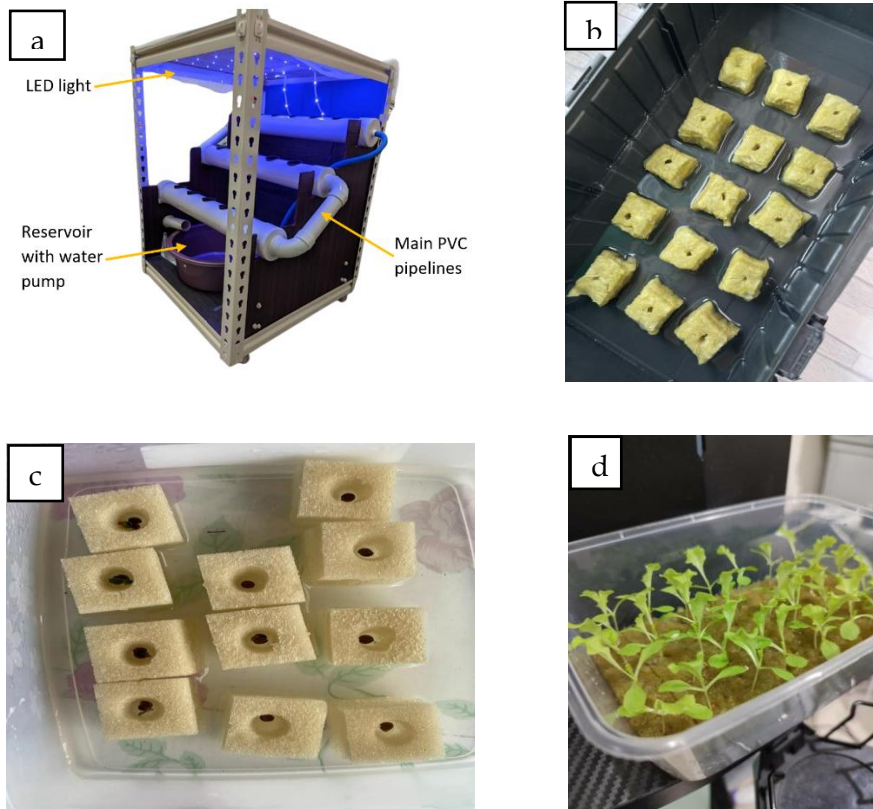 a
LED light
Reservoir
with water
pump
Main PVC
pipelines
b
c
d